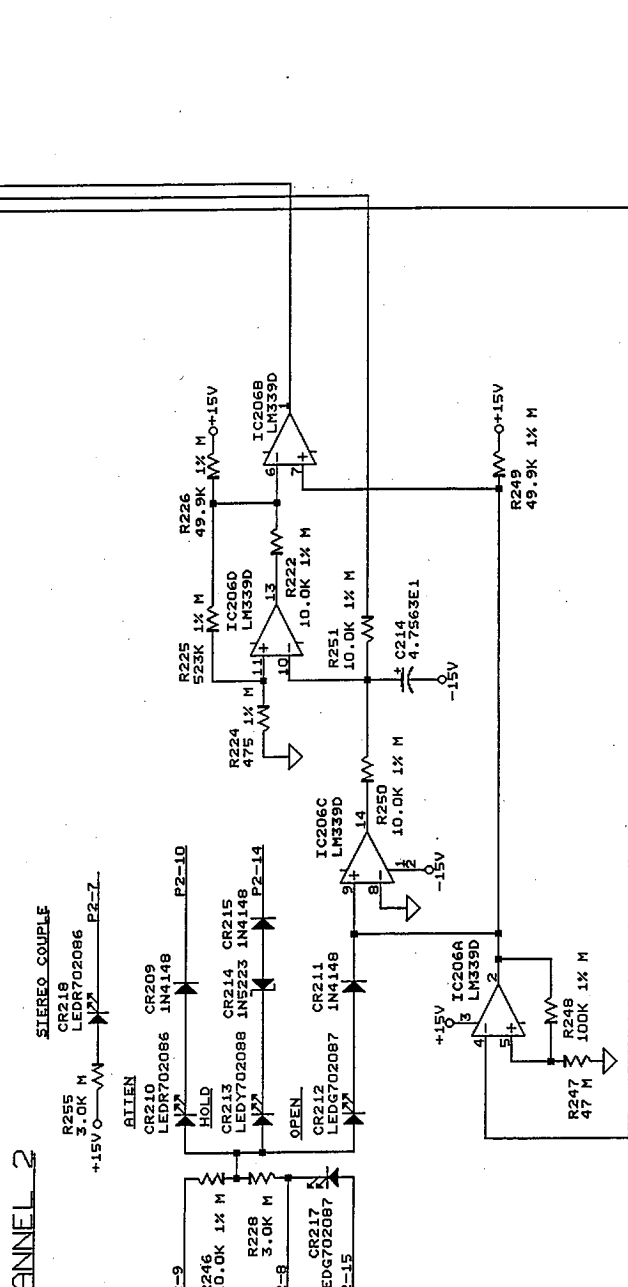 IC206B
LM339D
6
7
1
+15V
R226
49.9K 1% M
R225
523K 1% M
IC206D
LM339D
11
10
13
R222
10.0K 1% M
R224
475 1% M
R251
10.0K 1% M
C214
4.7S63E1
+
-15V
R249
49.9K 1% M
+15V
IC206C
LM339D
9
8
14
12
-15V
R250
10.0K 1% M
STEREO COUPLE
CR218
LEDR702086
P2-7
R255
3.0K M
+15V
ATTEN
CR210
LEDR702086
CR209
1N4148
P2-10
HOLD
CR213
LEDY702088
CR214
1N5223
CR215
1N4148
P2-14
OPEN
CR212
LEDG702087
CR211
1N4148
IC206A
LM339D
+15V
3
4
5
2
R248
100K 1% M
R247
47 M
ANNEL 2
-9
246
0.0K 1% M
R228
3.0K M
-8
CR217
EDG702087
-15